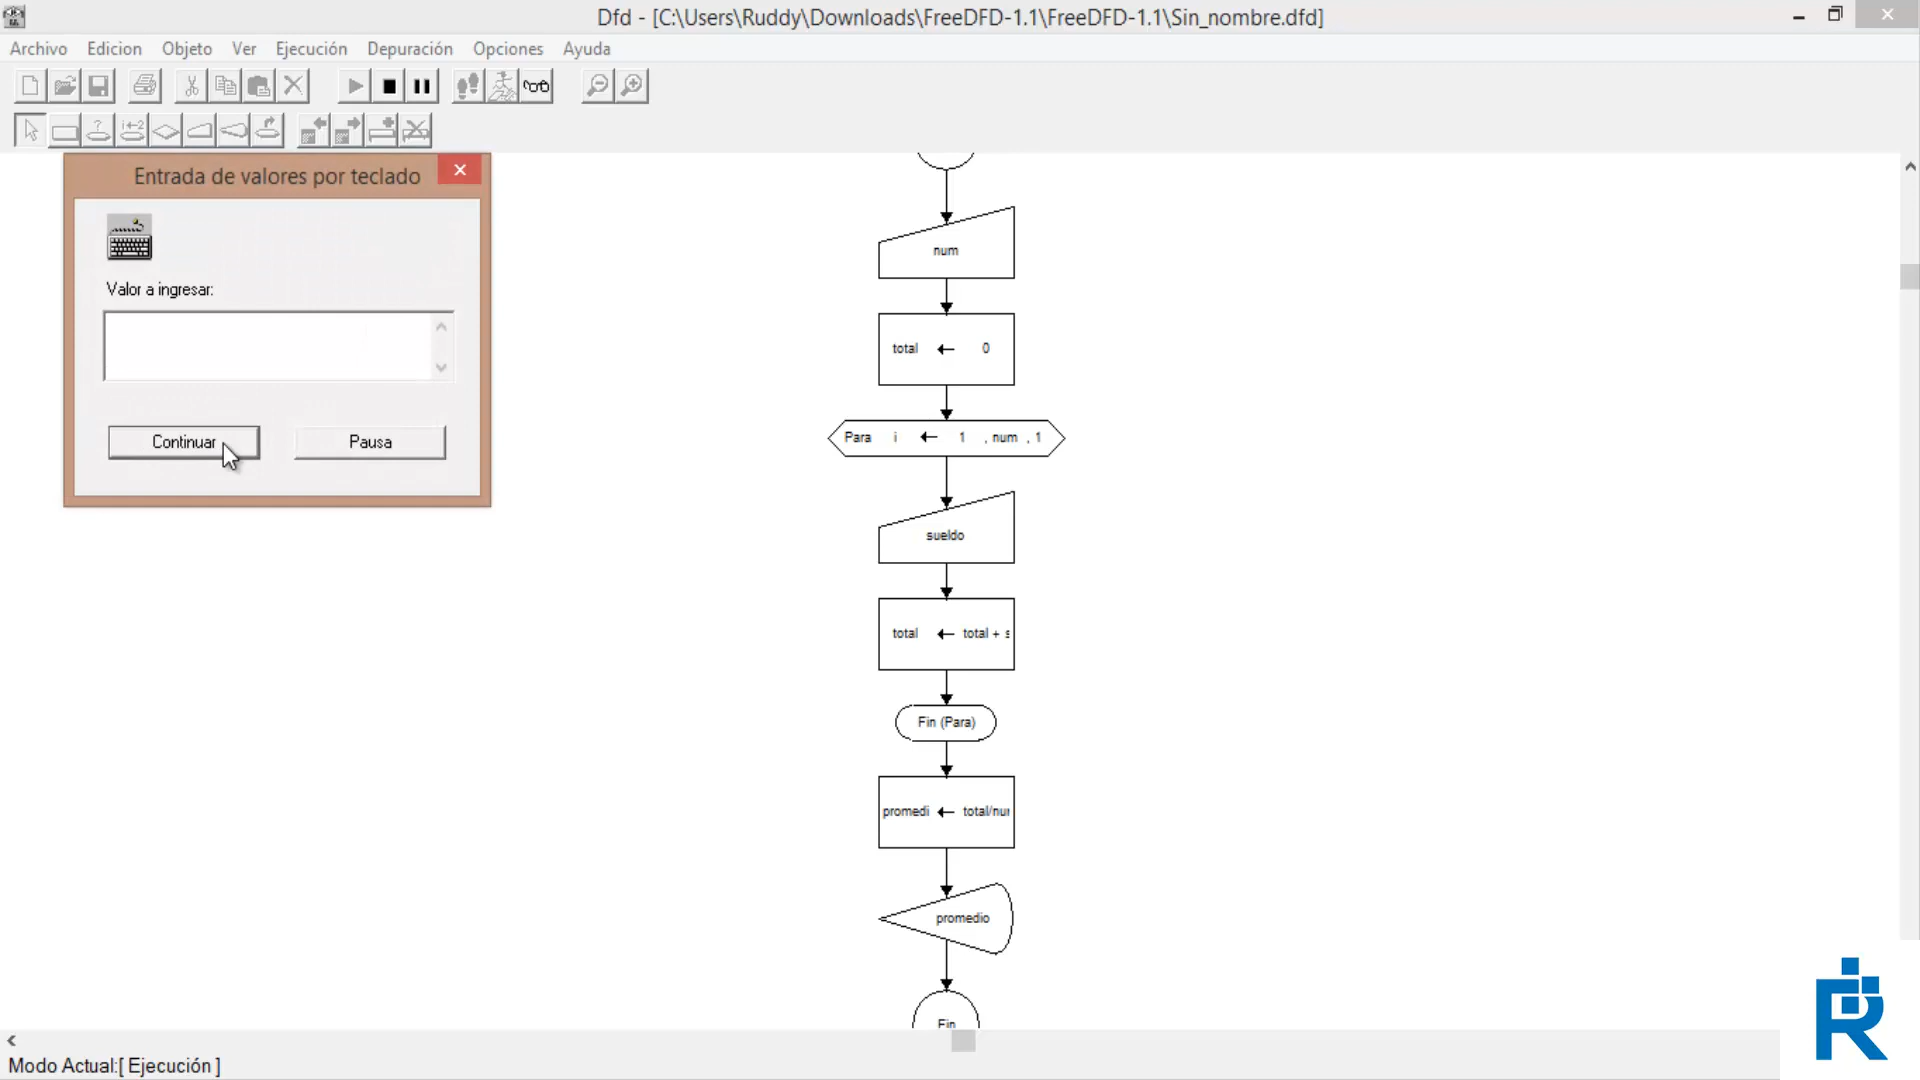 Dfd - [C:\Users\Ruddy\Downloads\FreeDFD-1.1\FreeDFD-1.1\Sin_nombre.dfd]
Archivo Edicion Objeto Ver Ejecución Depuración Opciones Ayuda
Entrada de valores por teclado
Valor a ingresar:
Continuar Pausa
num
total ← 0
Para i ← 1 , num , 1
sueldo
total ← total + s
Fin (Para)
promedi ← total/nu
promedio
Fin
Modo Actual:[ Ejecución ]